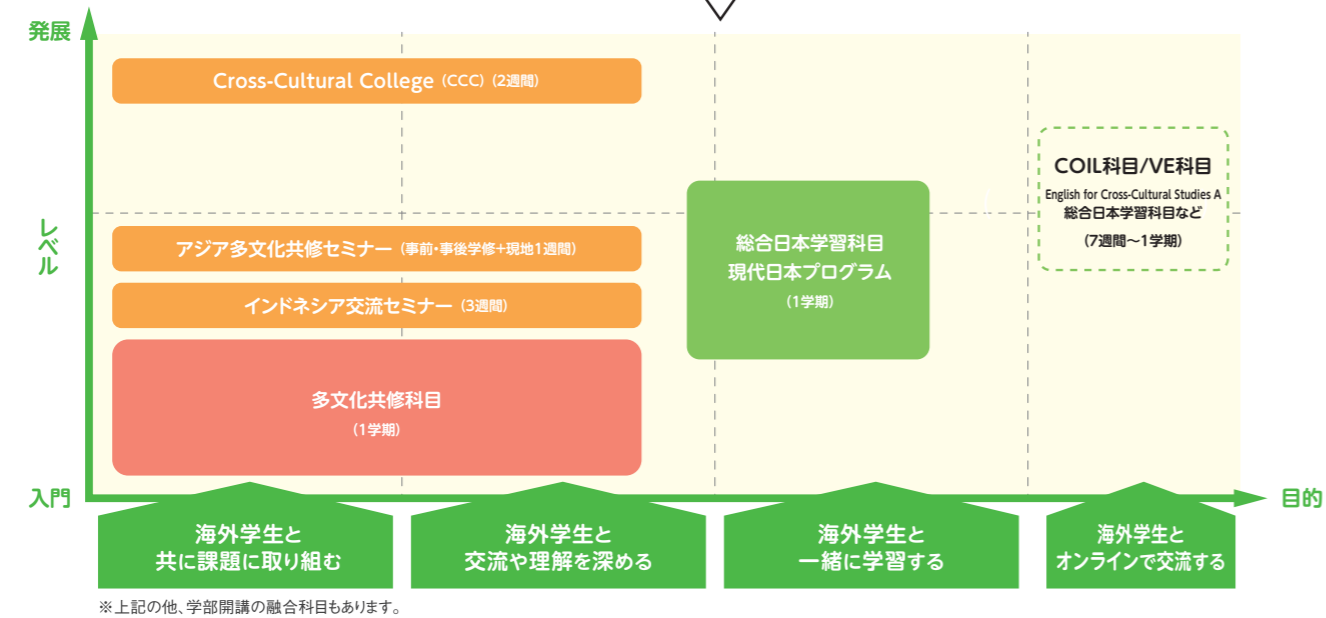 発展
Cross-Cultural College (CCC) (2週間)
COIL科目/VE科目
English for Cross-Cultural Studies A
総合日本学習科目など
(7週間〜1学期)
レベル
アジア多文化共修セミナー (事前・事後学修+現地1週間)
総合日本学習科目
現代日本プログラム
(1学期)
インドネシア交流セミナー (3週間)
多文化共修科目
(1学期)
入門
目的
海外学生と
共に課題に取り組む
海外学生と
交流や理解を深める
海外学生と
一緒に学習する
海外学生と
オンラインで交流する
※上記の他、学部開講の融合科目もあります。